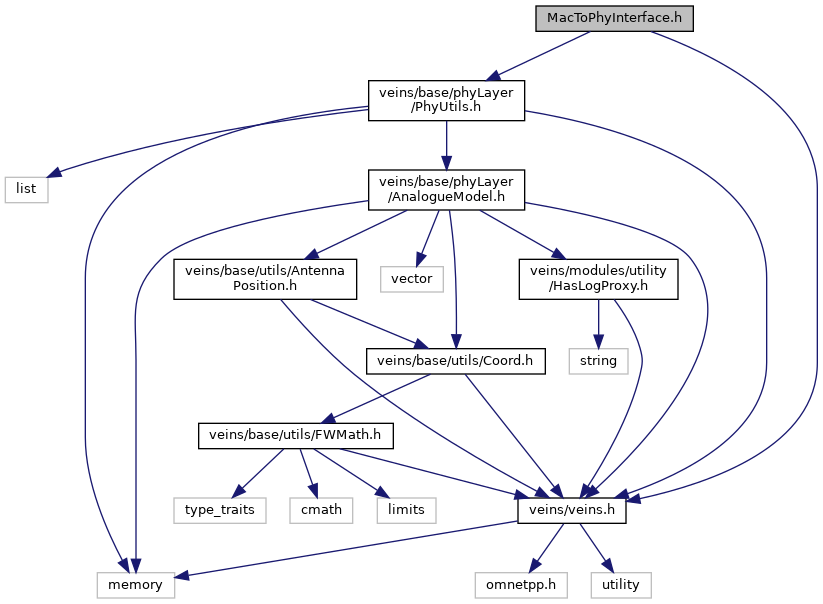 MacToPhyInterface.h
veins/base/phyLayer
/PhyUtils.h
list
veins/base/phyLayer
/AnalogueModel.h
veins/base/utils/Antenna
Position.h
vector
veins/modules/utility
/HasLogProxy.h
veins/base/utils/Coord.h
string
veins/base/utils/FWMath.h
type_traits
cmath
limits
veins/veins.h
memory
omnetpp.h
utility